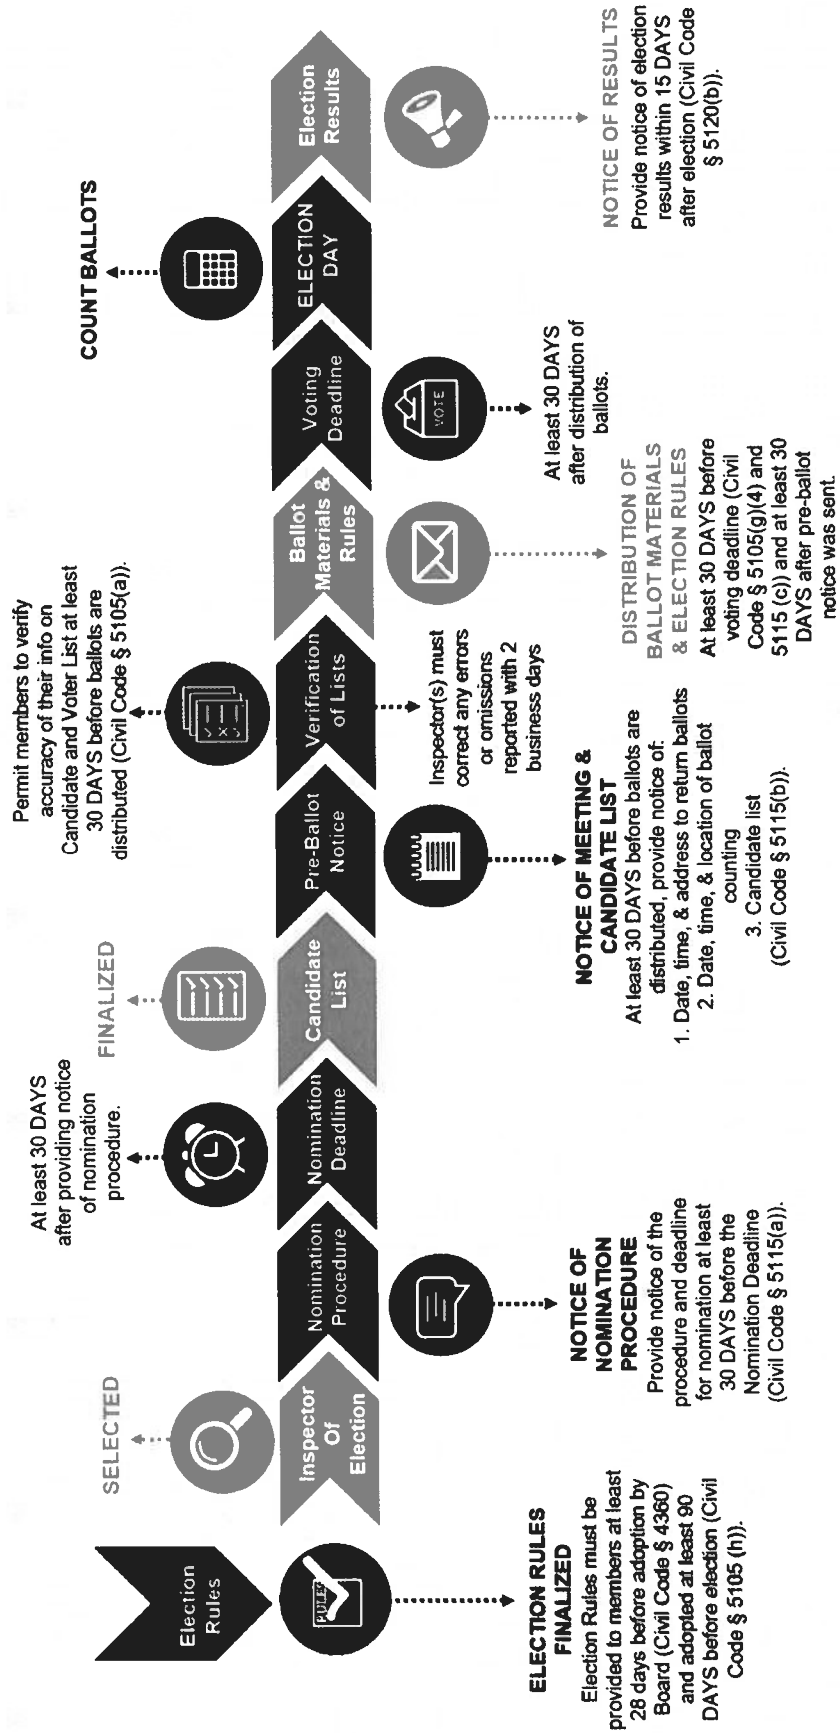 Election
Rules
RULES
ELECTION RULES
FINALIZED
Election Rules must be
provided to members at least
28 days before adoption by
Board (Civil Code § 4360)
and adopted at least 90
DAYS before election (Civil
Code § 5105 (h)).
SELECTED
Inspector
Of
Election
Nomination
Procedure
NOTICE OF
NOMINATION
PROCEDURE
Provide notice of the
procedure and deadline
for nomination at least
30 DAYS before the
Nomination Deadline
(Civil Code § 5115(a)).
At least 30 DAYS
after providing notice
of nomination
procedure.
Nomination
Deadline
FINALIZED
Candidate
List
Pre-Ballot
Notice
NOTICE OF MEETING &
CANDIDATE LIST
At least 30 DAYS before ballots are
distributed, provide notice of:
1. Date, time, & address to return ballots
2. Date, time, & location of ballot
counting
3. Candidate list
(Civil Code § 5115(b)).
Permit members to verify
accuracy of their info on
Candidate and Voter List at least
30 DAYS before ballots are
distributed (Civil Code § 5105(a)).
Verification
of Lists
Inspector(s) must
correct any errors
or omissions
reported with 2
business days
Ballot
Materials &
Rules
DISTRIBUTION OF
BALLOT MATERIALS
& ELECTION RULES
At least 30 DAYS before
voting deadline (Civil
Code § 5105(g)(4) and
5115 (c)) and at least 30
DAYS after pre-ballot
notice was sent.
Voting
Deadline
VOTE
At least 30 DAYS
after distribution of
ballots.
COUNT BALLOTS
ELECTION
DAY
Election
Results
NOTICE OF RESULTS
Provide notice of election
results within 15 DAYS
after election (Civil Code
§ 5120(b)).